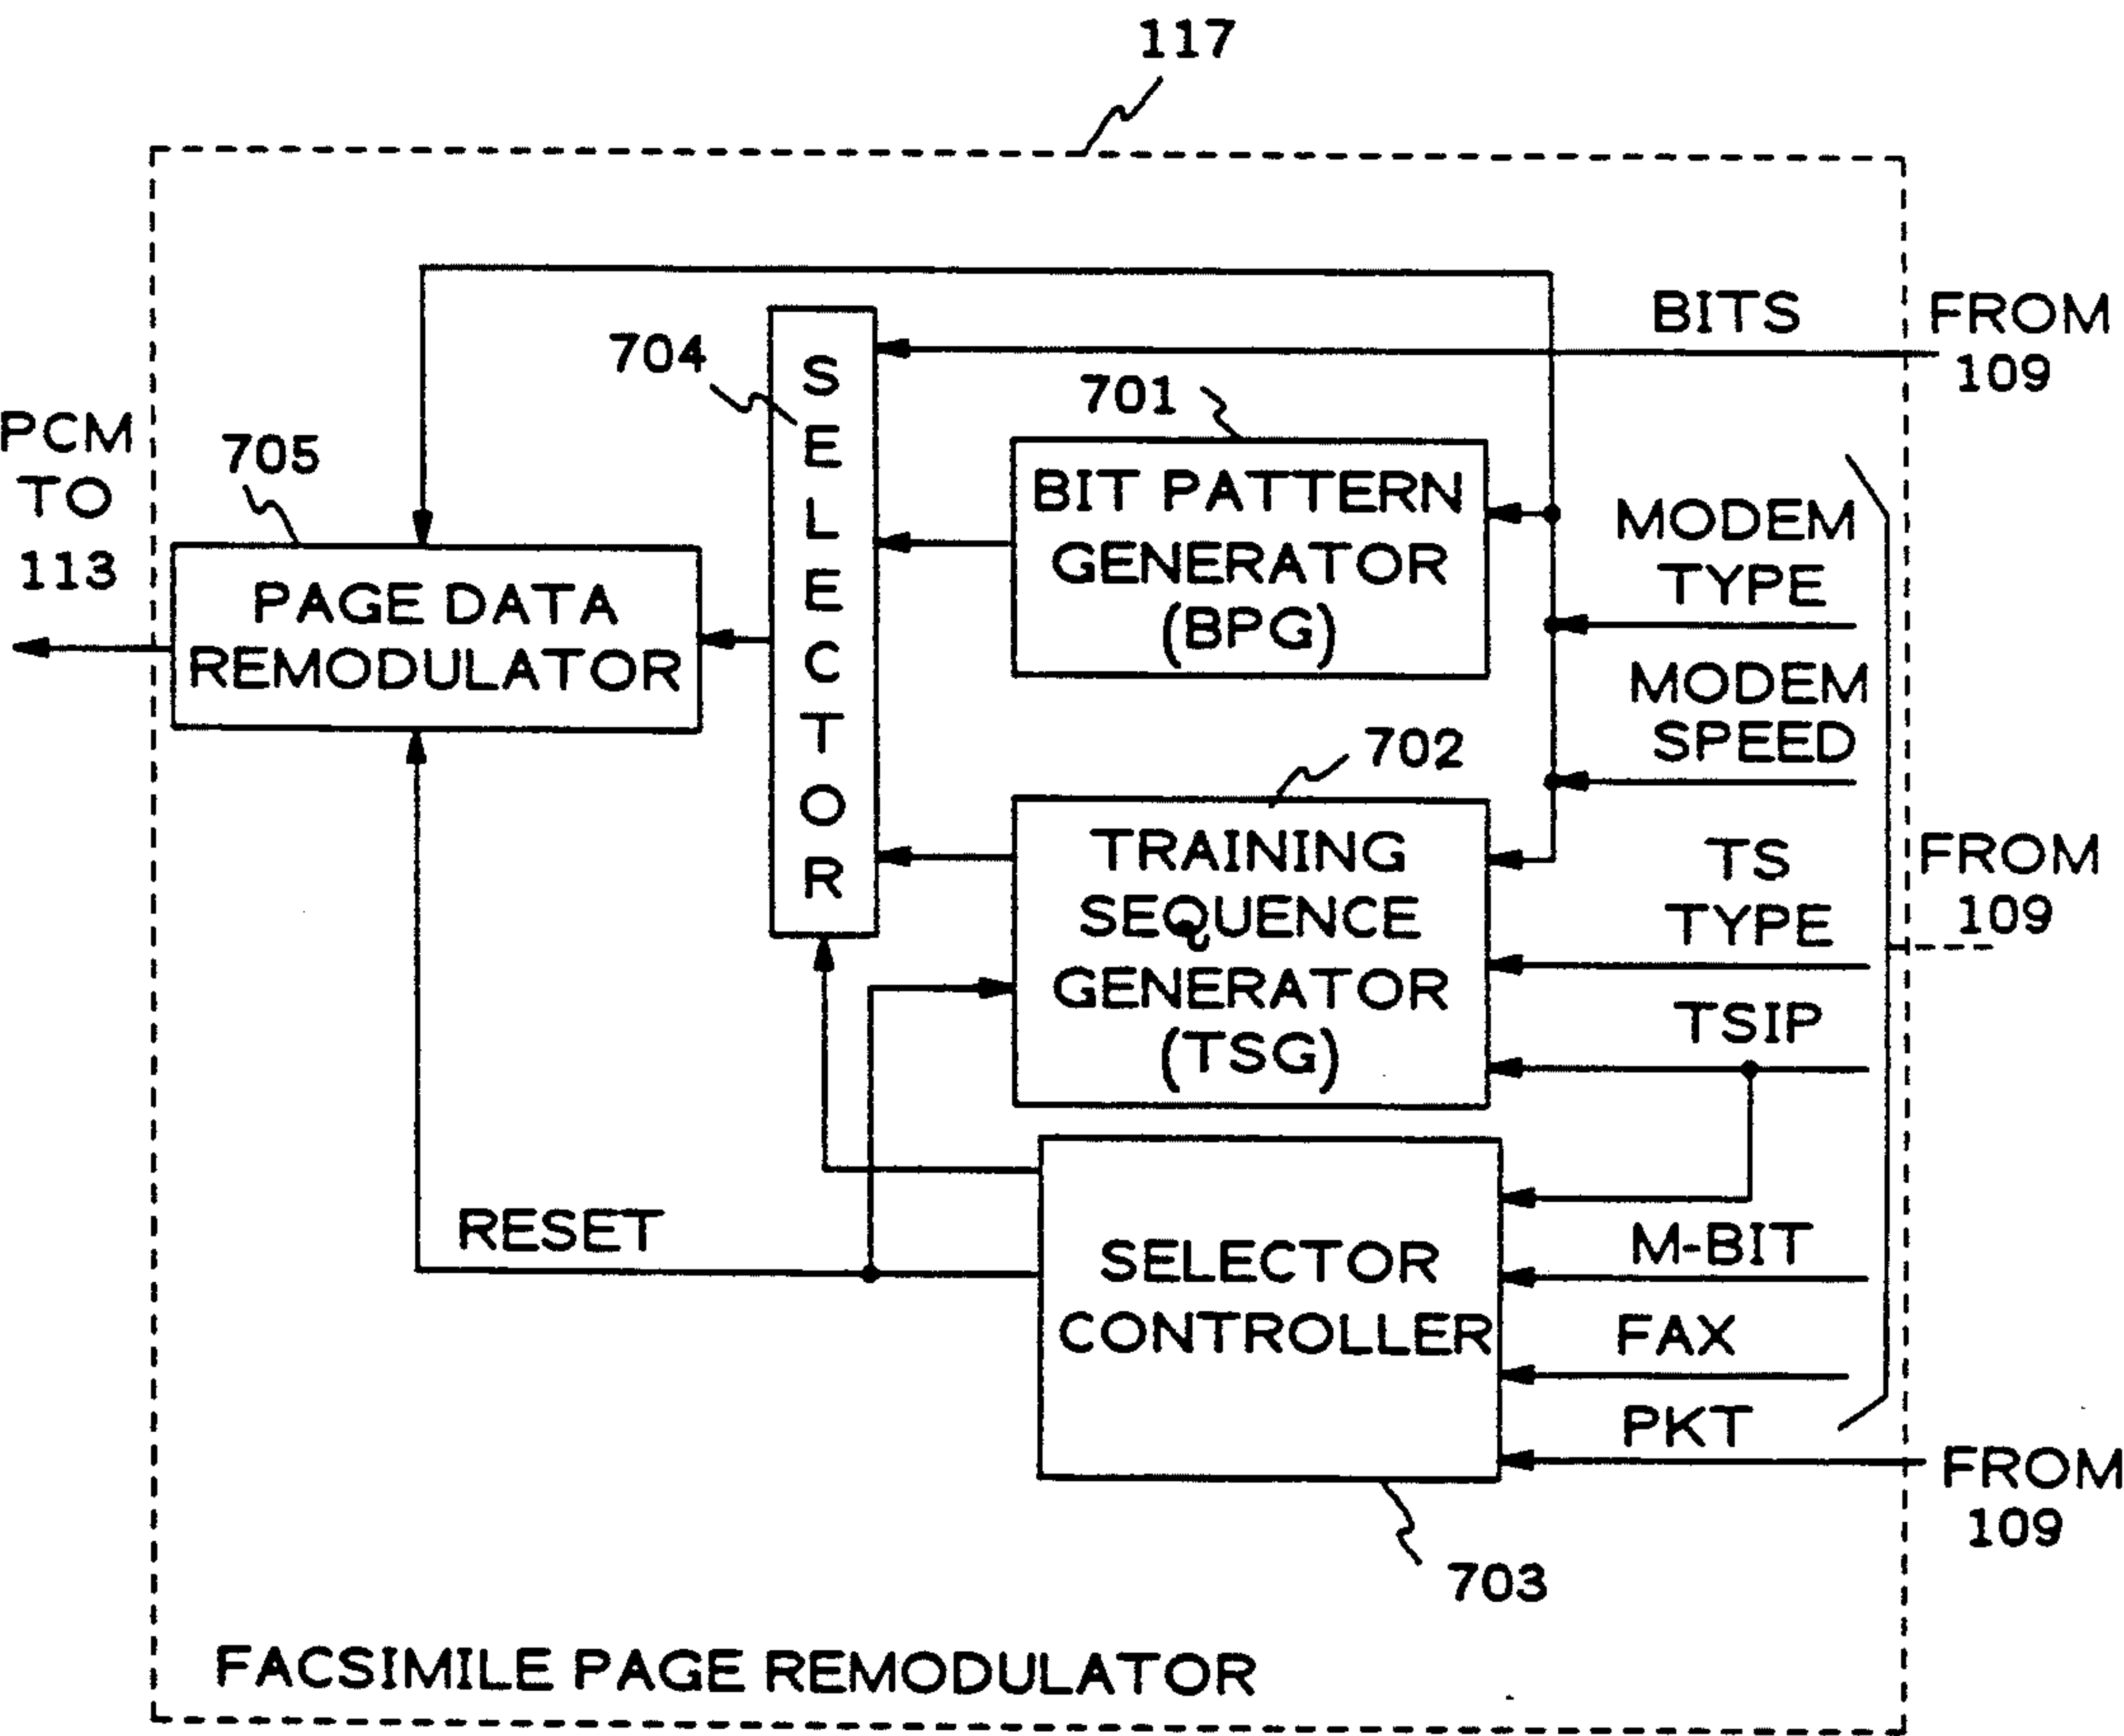 117
BITS
FROM
109
704
S
E
L
E
C
T
O
R
701
PCM
TO
113
705
BIT PATTERN
GENERATOR
(BPG)
MODEM
TYPE
PAGE DATA
REMODULATOR
MODEM
SPEED
702
TRAINING
SEQUENCE
GENERATOR
(TSG)
TS
TYPE
FROM
109
TSIP
RESET
SELECTOR
CONTROLLER
M-BIT
FAX
PKT
FROM
109
703
FACSIMILE PAGE REMODULATOR